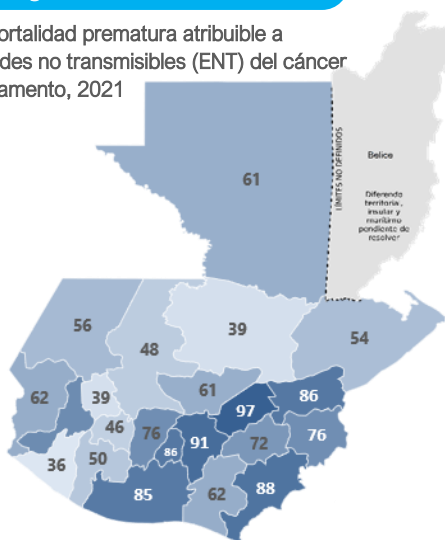 ortalidad prematura atribuible a
des no transmisibles (ENT) del cáncer
amento, 2021
61
LÍMITES NO DEFINIDOS
Belice
Diferendo
territorial,
insular y
marítimo
pendiente de
resolver
56
48
39
54
62
39
61
86
97
46
76
91
72
76
86
36
50
85
62
88